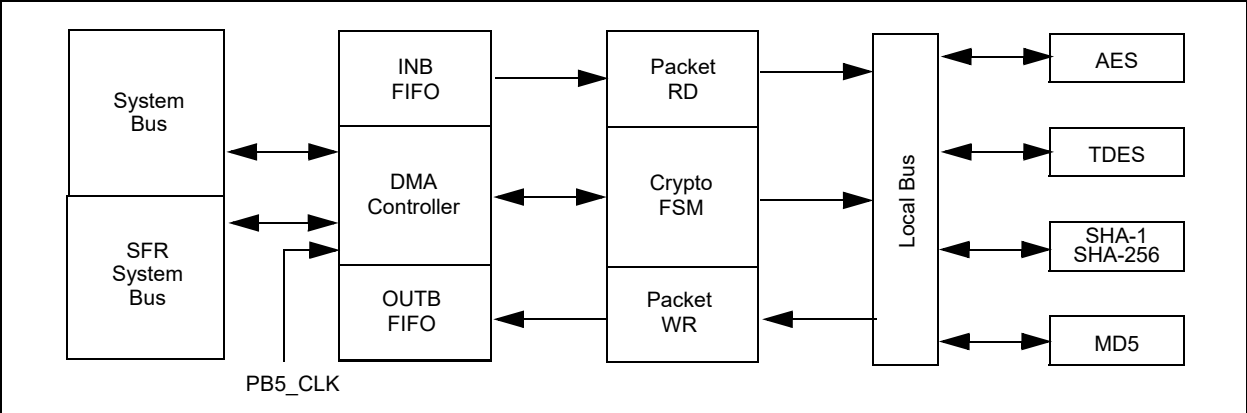 System
Bus
SFR
System
Bus
INB
FIFO
DMA
Controller
OUTB
FIFO
PB5_CLK
Packet
RD
Crypto
FSM
Packet
WR
Local Bus
AES
TDES
SHA-1
SHA-256
MD5